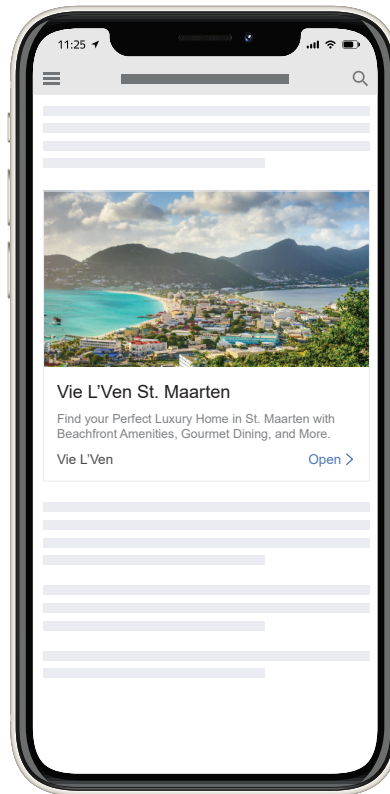 11:25
Vie L’Ven St. Maarten
Find your Perfect Luxury Home in St. Maarten with
Beachfront Amenities, Gourmet Dining, and More.
Vie L’Ven
Open